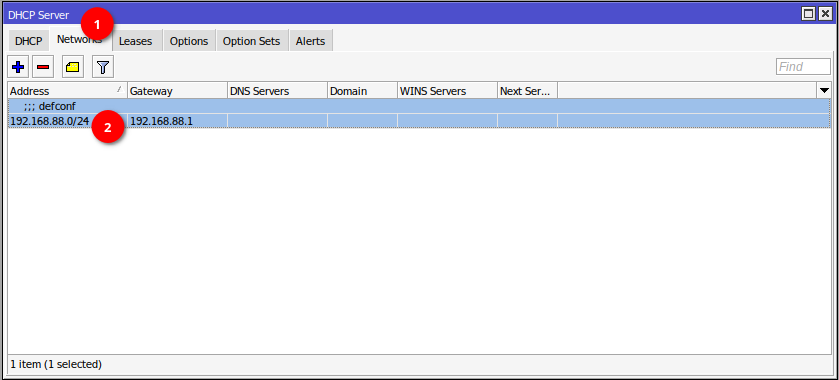 DHCP Server
1
DHCP Networks Leases Options Option Sets Alerts
Find
Address Gateway DNS Servers Domain WINS Servers Next Ser...
;;; defconf
192.168.88.0/24 2 192.168.88.1
1 item (1 selected)